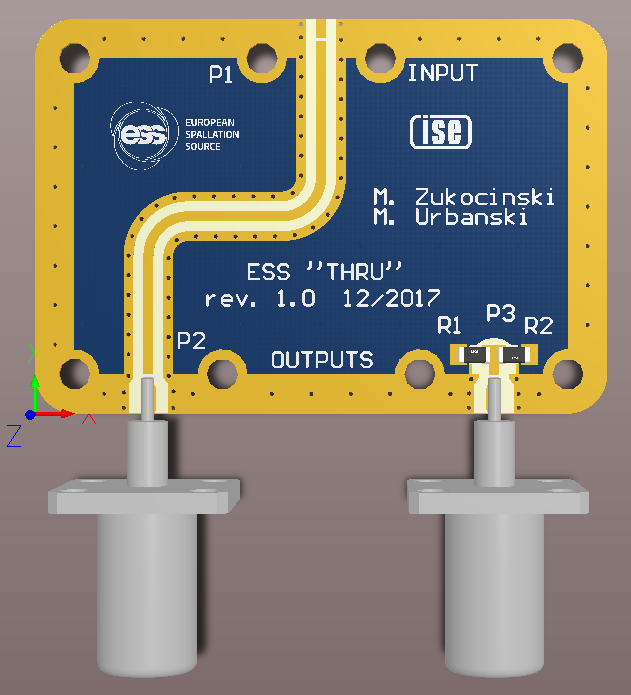 P1
INPUT
ess
EUROPEAN
SPALLATION
SOURCE
ise
M. Zukocinski
M. Urbanski
ESS "THRU"
rev. 1.0 12/2017
P3
R1
R2
P2
OUTPUTS
X
Z